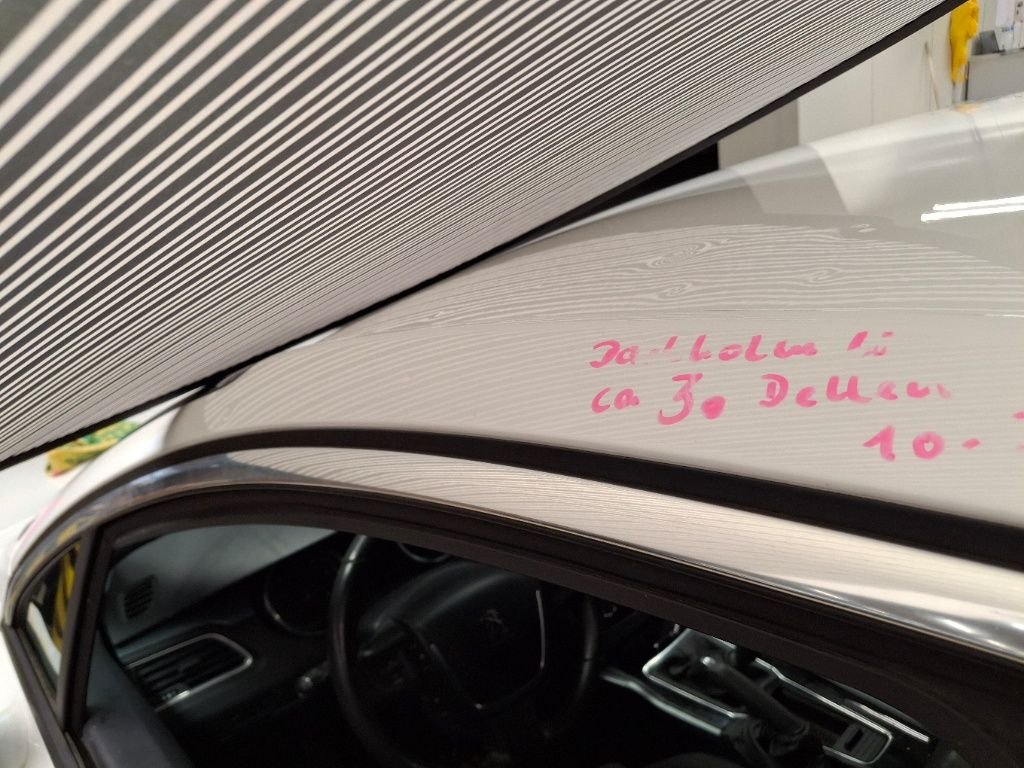 Dachholm li
ca 30 Dellen
10-